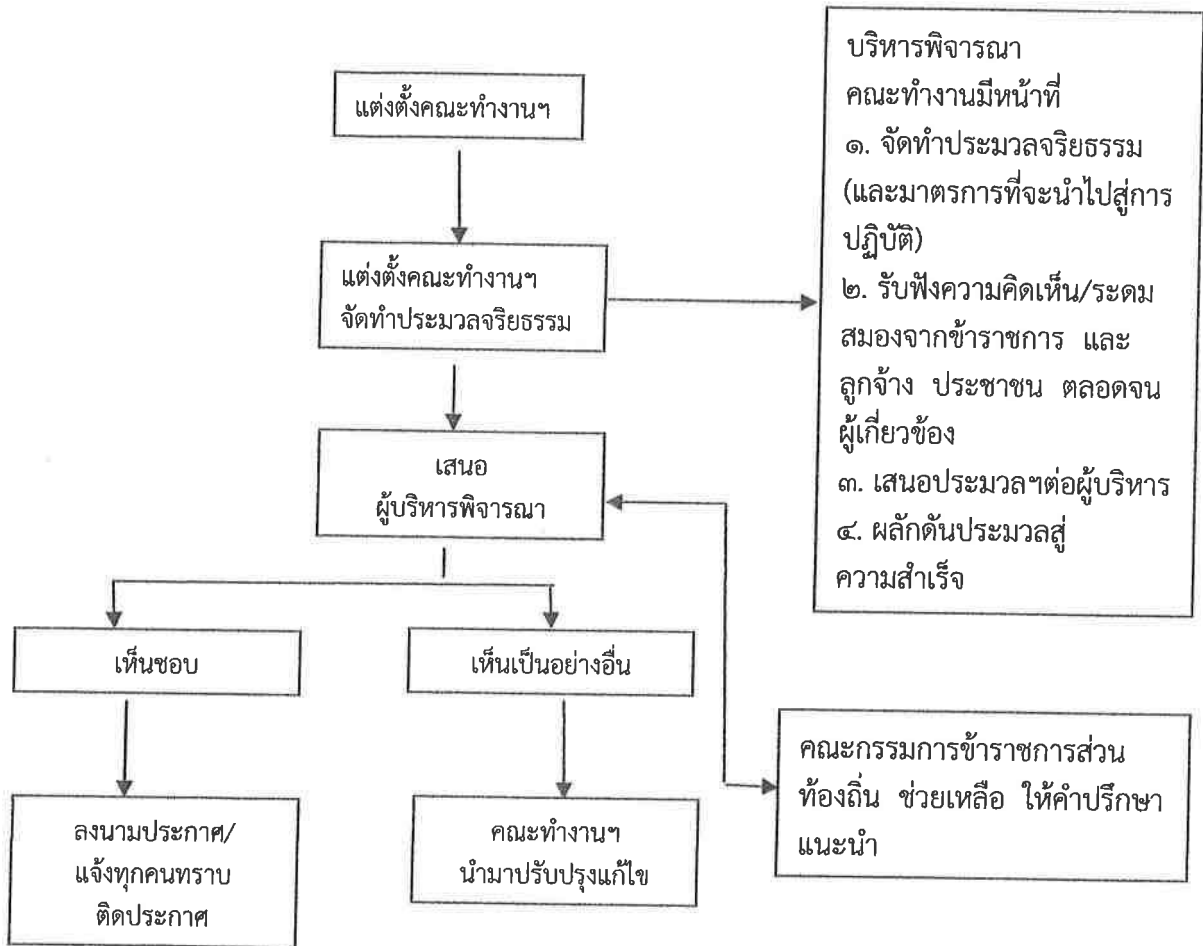 แต่งตั้งคณะทำงานฯ
แต่งตั้งคณะทำงานฯ
จัดทำประมวลจริยธรรม
บริหารพิจารณา
คณะทำงานมีหน้าที่
๑. จัดทำประมวลจริยธรรม
(และมาตรการที่จะนำไปสู่การ
ปฏิบัติ)
๒. รับฟังความคิดเห็น/ระดม
สมองจากข้าราชการ และ
ลูกจ้าง ประชาชน ตลอดจน
ผู้เกี่ยวข้อง
๓. เสนอประมวลฯต่อผู้บริหาร
๔. ผลักดันประมวลสู่
ความสำเร็จ
เสนอ
ผู้บริหารพิจารณา
เห็นชอบ
เห็นเป็นอย่างอื่น
ลงนามประกาศ/
แจ้งทุกคนทราบ
ติดประกาศ
คณะทำงานฯ
นำมาปรับปรุงแก้ไข
คณะกรรมการข้าราชการส่วน
ท้องถิ่น ช่วยเหลือ ให้คำปรึกษา
แนะนำ